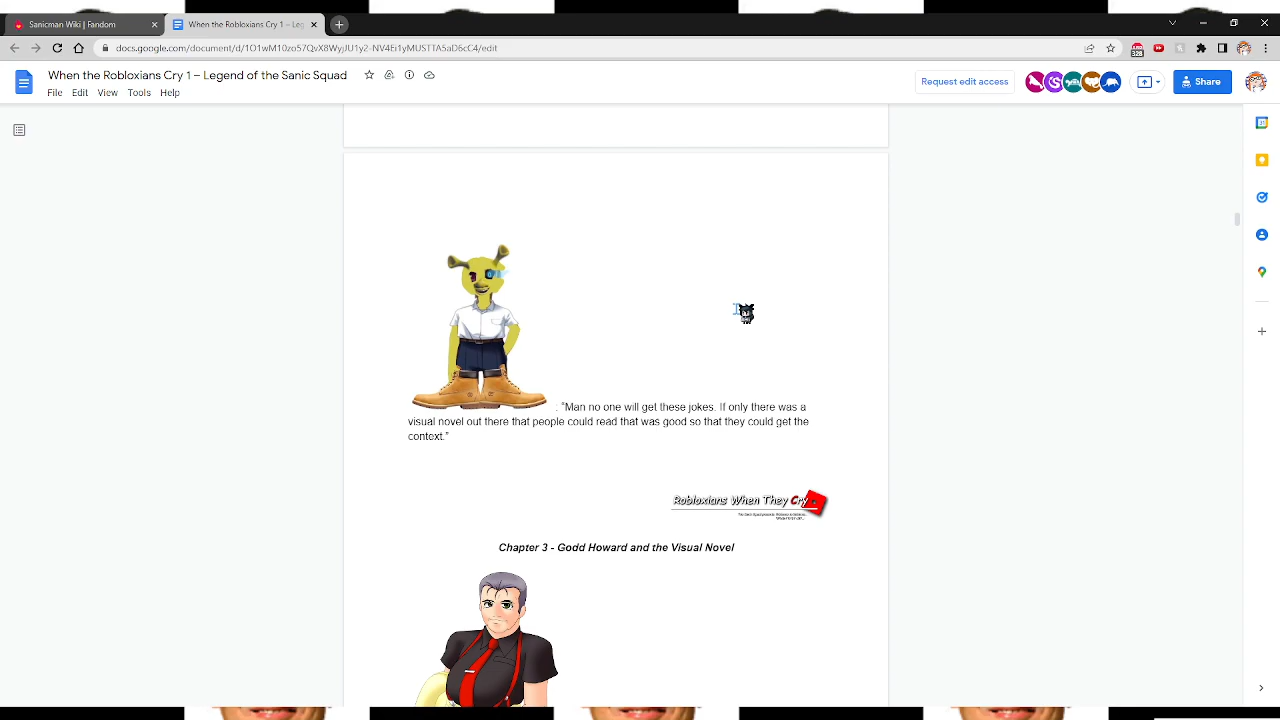 Sanicman Wiki | Fandom
When the Robloxians Cry 1 – Leg
docs.google.com/document/d/1O1wM10zo57QvX8WyjJU1y2-NV4Ei1yMUSTTA5aD6cC4/edit
When the Robloxians Cry 1 – Legend of the Sanic Squad
Request edit access
Share
File Edit View Tools Help
. “Man no one will get these jokes. If only there was a
visual novel out there that people could read that was good so that they could get the
context.”
Robloxians When They Cry
Chapter 3 - Godd Howard and the Visual Novel